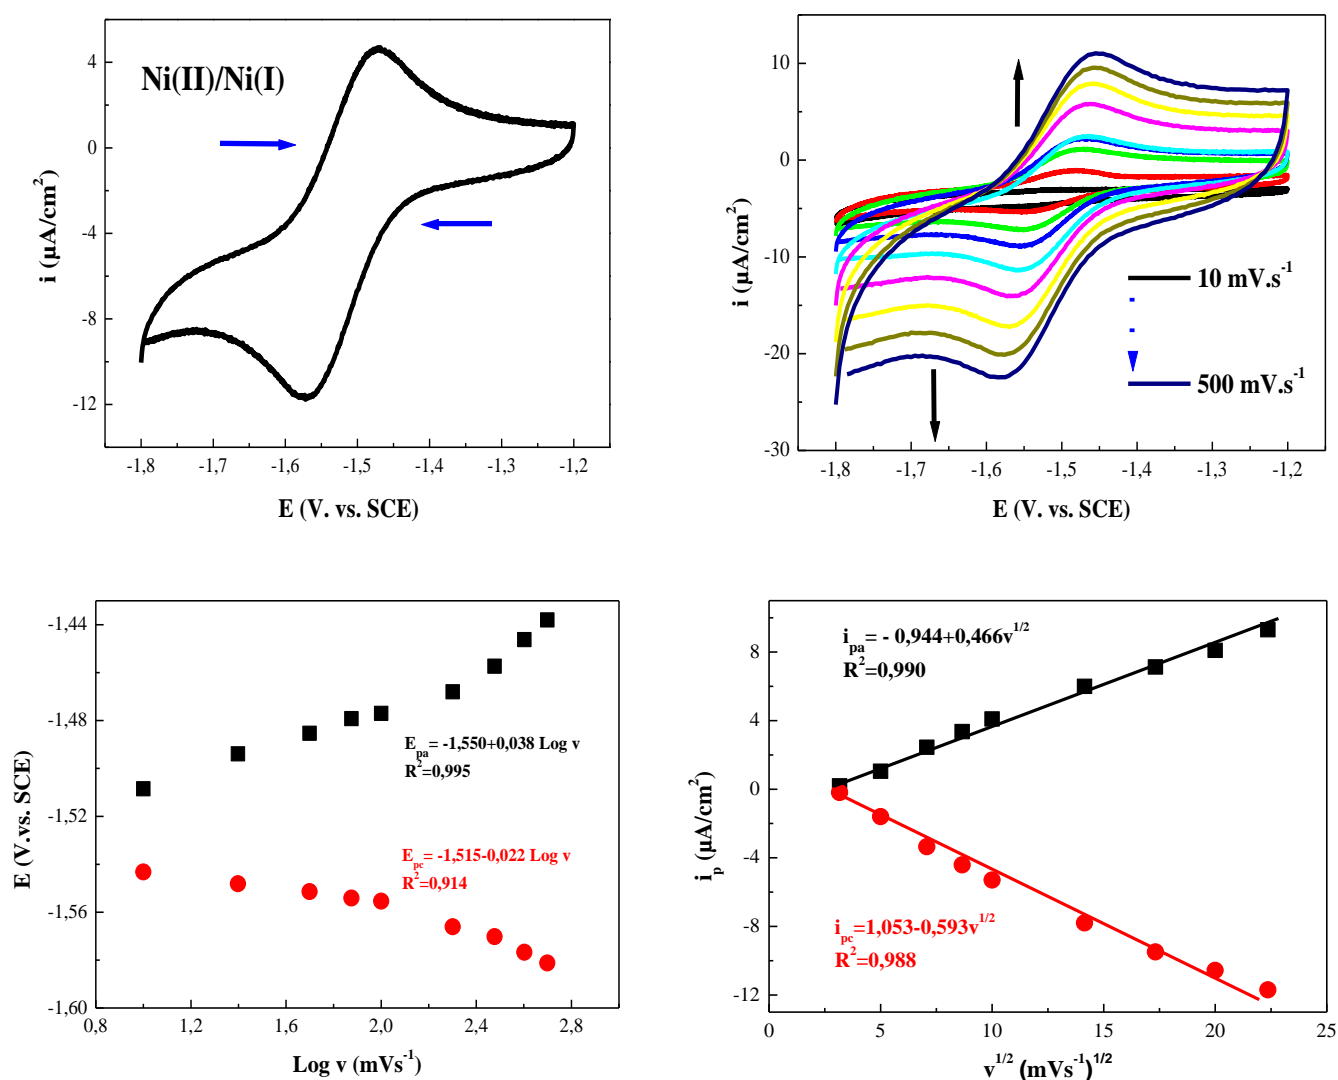 Ni(II)/Ni(I)
i (µA/cm²)
4
0
-4
-8
-12
-1,8 -1,7 -1,6 -1,5 -1,4 -1,3 -1,2
E (V. vs. SCE)
i (µA/cm²)
10
0
-10
-20
-30
10 mV.s⁻¹
500 mV.s⁻¹
-1,8 -1,7 -1,6 -1,5 -1,4 -1,3 -1,2
E (V. vs. SCE)
E (V.vs. SCE)
-1,44
-1,48
-1,52
-1,56
-1,60
E_pa= -1,550+0,038 Log v
R²=0,995
E_pc= -1,515-0,022 Log v
R²=0,914
0,8 1,2 1,6 2,0 2,4 2,8
Log v (mVs⁻¹)
i_p (µA/cm²)
8
4
0
-4
-8
-12
i_pa= - 0,944+0,466v^1/2
R²=0,990
i_pc=1,053-0,593v^1/2
R²=0,988
0 5 10 15 20 25
v^1/2 (mVs⁻¹)^1/2